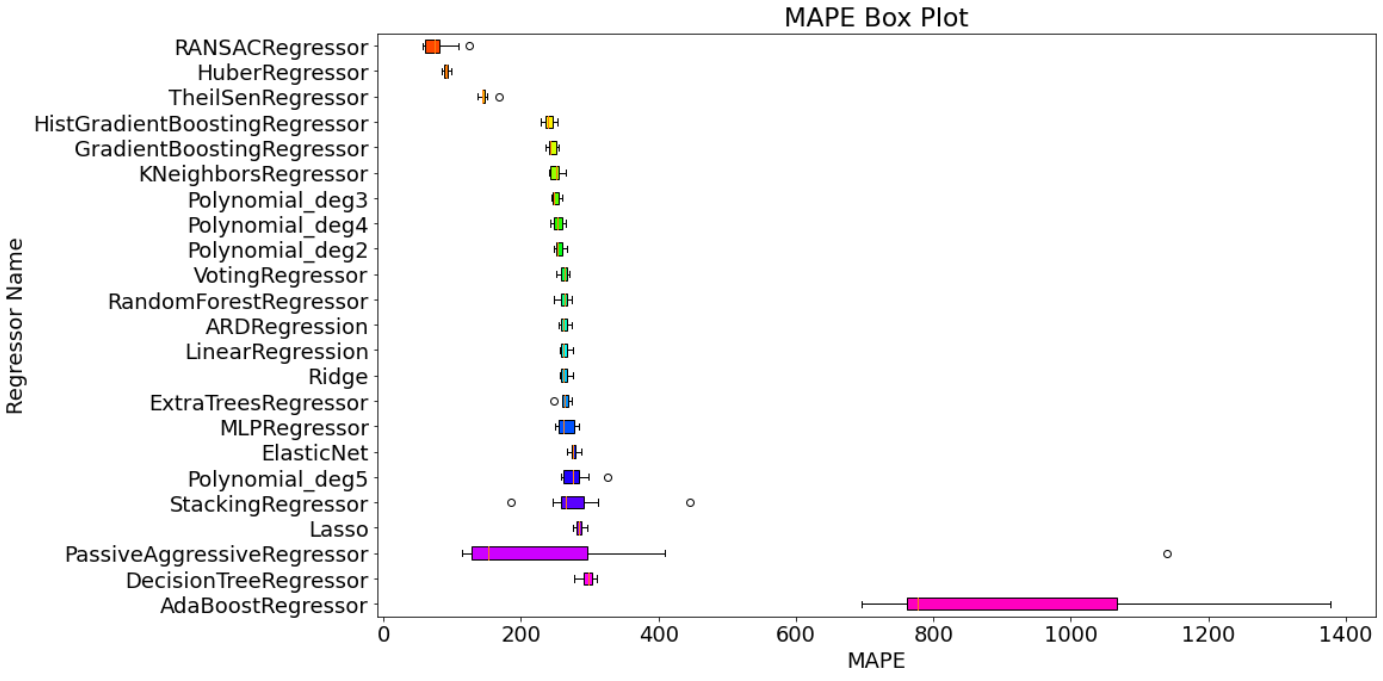 MAPE Box Plot
Regressor Name
RANSACRegressor
HuberRegressor
TheilSenRegressor
HistGradientBoostingRegressor
GradientBoostingRegressor
KNeighborsRegressor
Polynomial_deg3
Polynomial_deg4
Polynomial_deg2
VotingRegressor
RandomForestRegressor
ARDRegression
LinearRegression
Ridge
ExtraTreesRegressor
MLPRegressor
ElasticNet
Polynomial_deg5
StackingRegressor
Lasso
PassiveAggressiveRegressor
DecisionTreeRegressor
AdaBoostRegressor
0 200 400 600 800 1000 1200 1400
MAPE